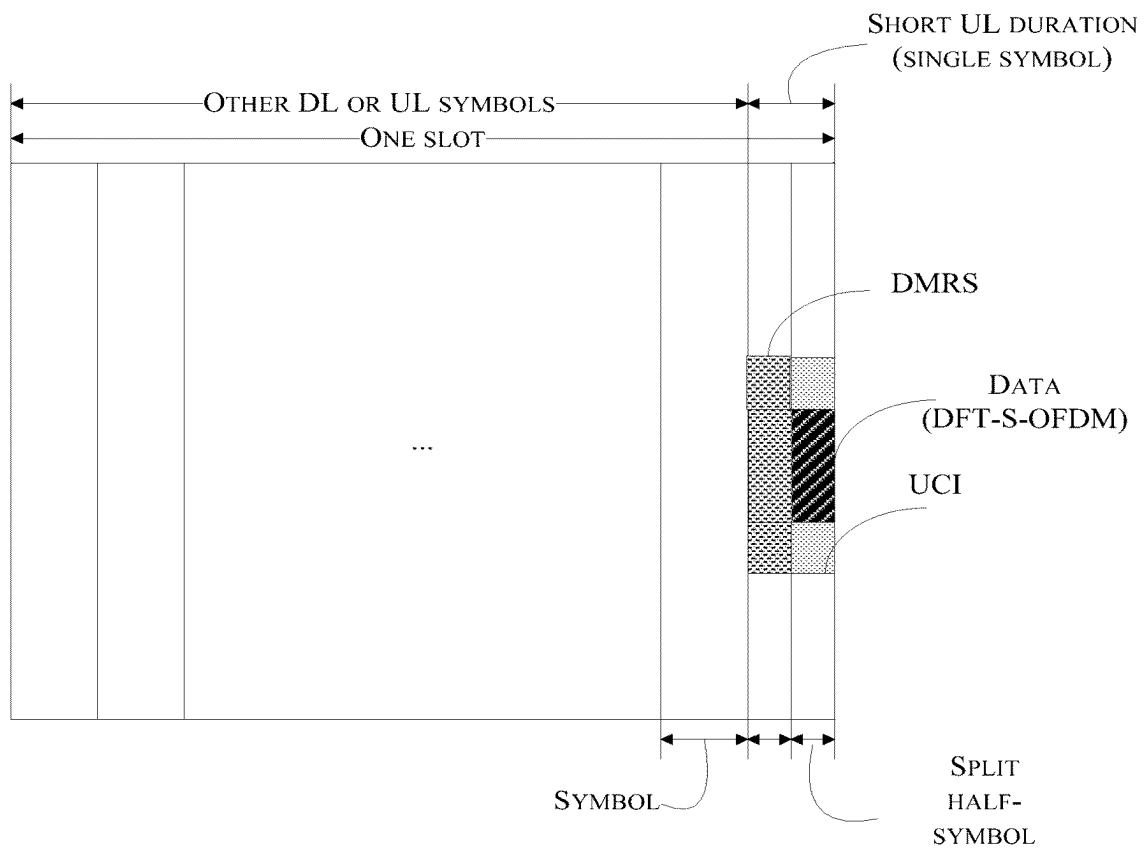 SHORT UL DURATION
(SINGLE SYMBOL)
OTHER DL OR UL SYMBOLS
ONE SLOT
DMRS
DATA
(DFT-S-OFDM)
UCI
...
SYMBOL
SPLIT
HALF-
SYMBOL